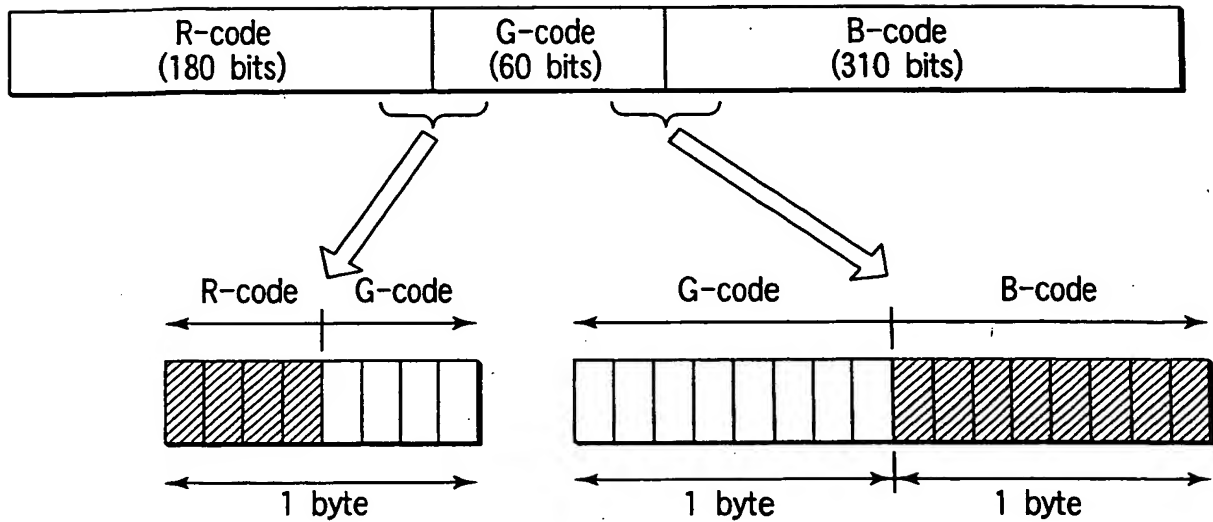 R-code
(180 bits)
G-code
(60 bits)
B-code
(310 bits)
R-code
G-code
G-code
B-code
1 byte
1 byte
1 byte